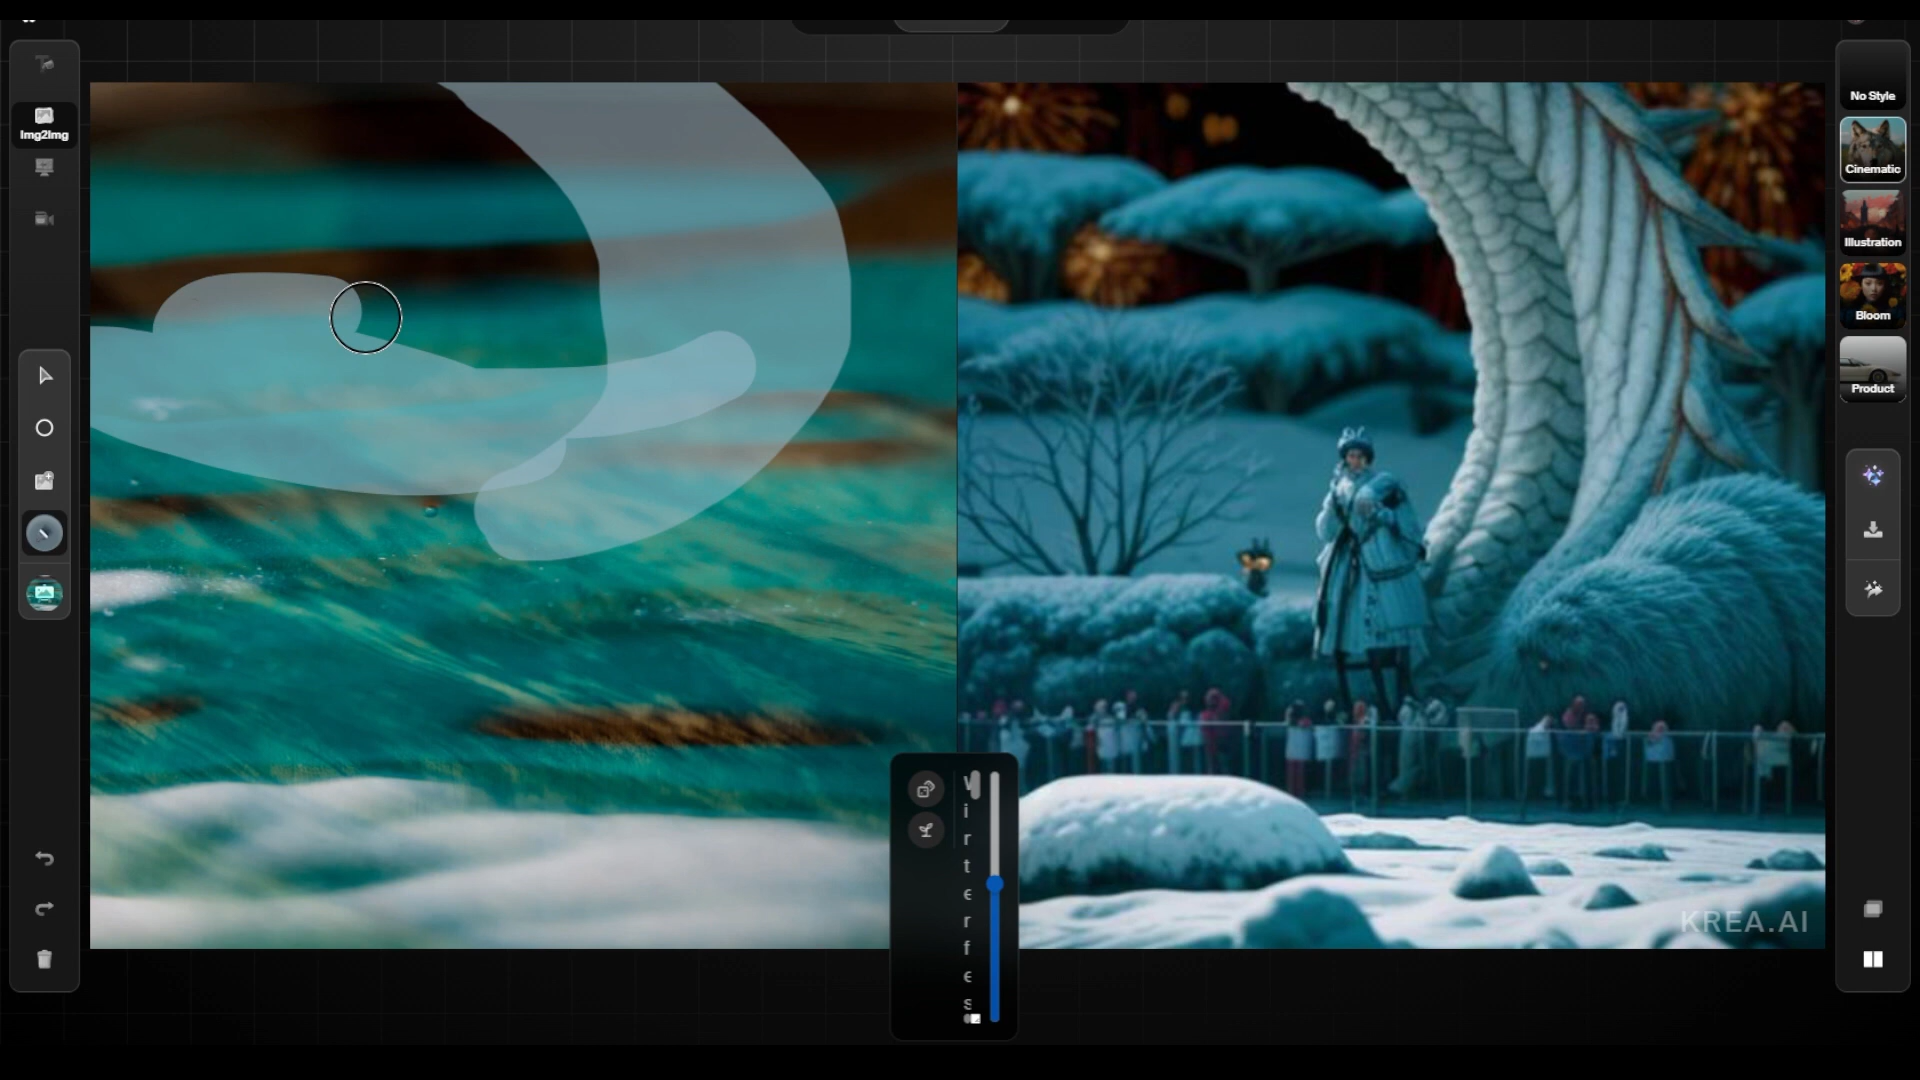 Img2Img
No Style
Cinematic
Illustration
Bloom
Product
i
r
t
e
r
f
e
s
KREA.AI